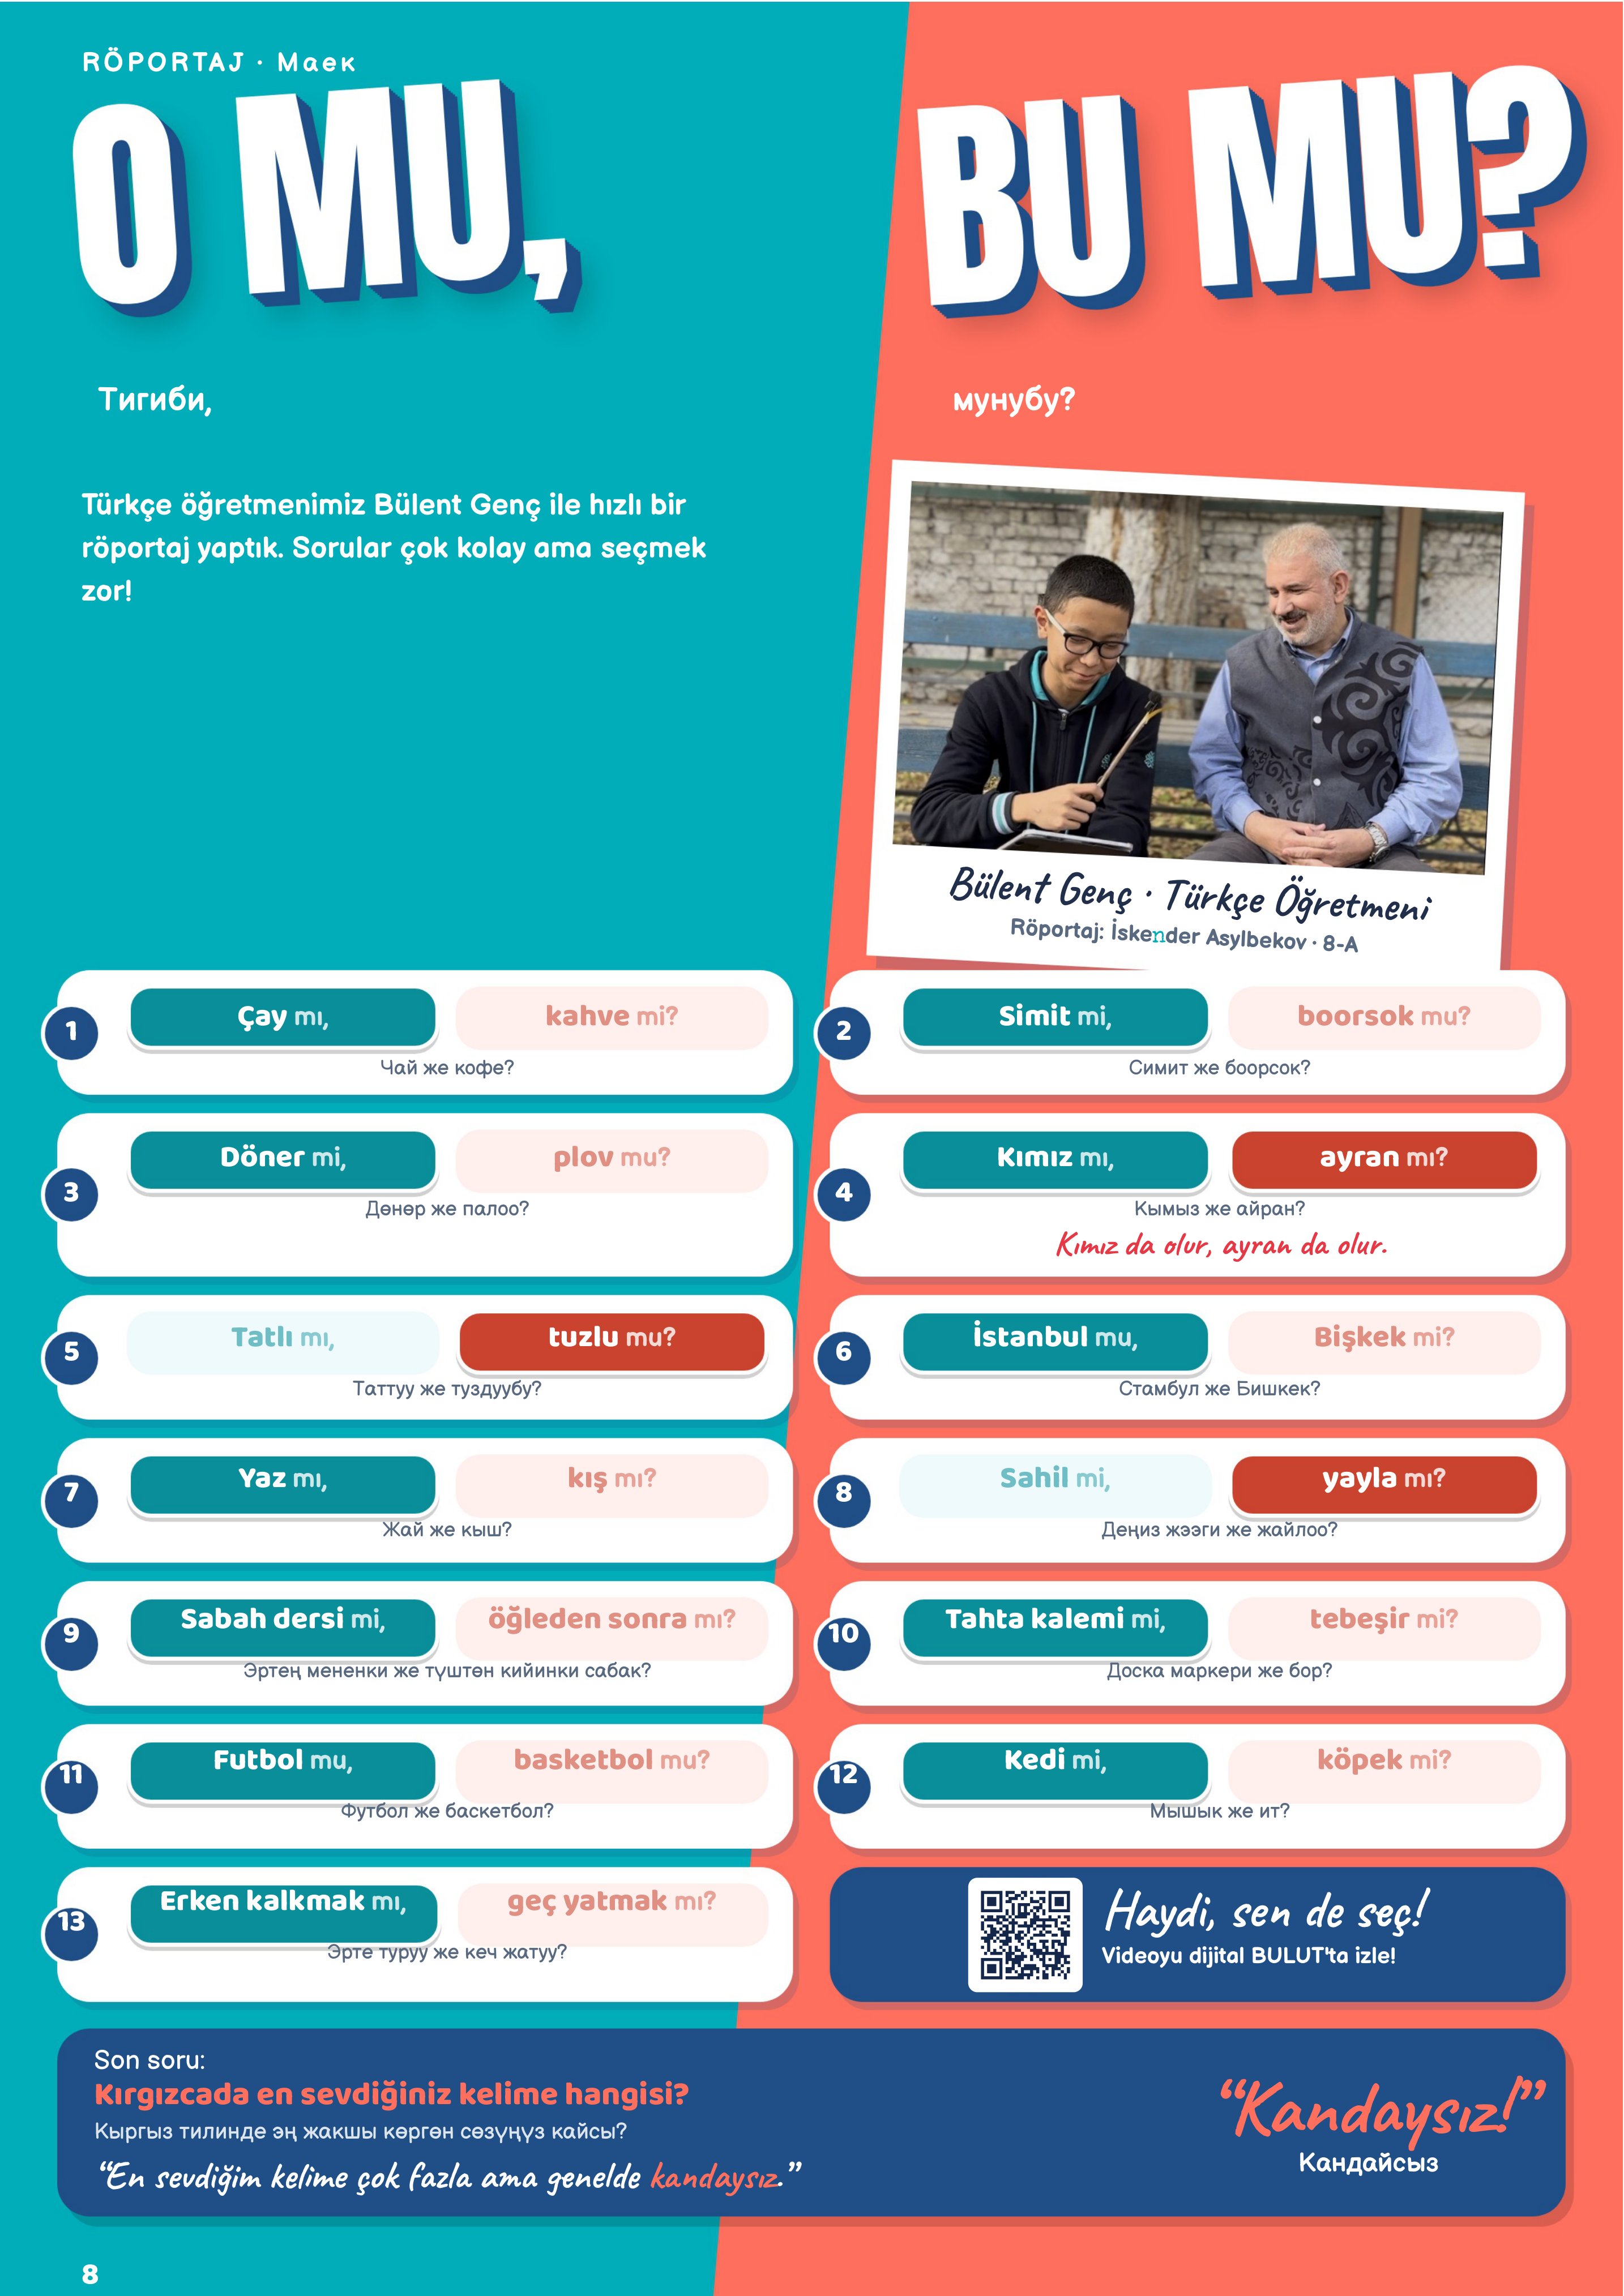 RÖPORTAJ · Маек
O MU, BU MU?
Тигиби, мунубу?
Türkçe öğretmenimiz Bülent Genç ile hızlı bir
röportaj yaptık. Sorular çok kolay ama seçmek
zor!
Bülent Genç · Türkçe Öğretmeni
Röportaj: İskender Asylbekov · 8-A
1 Çay mı, kahve mi?
Чай же кофе?
2 Simit mi, boorsok mu?
Симит же боорсок?
3 Döner mi, plov mu?
Дөнөр же палоо?
4 Kımız mı, ayran mı?
Кымыз же айран?
Kımız da olur, ayran da olur.
5 Tatlı mı, tuzlu mu?
Таттуу же туздуубу?
6 İstanbul mu, Bişkek mi?
Стамбул же Бишкек?
7 Yaz mı, kış mı?
Жай же кыш?
8 Sahil mi, yayla mı?
Деңиз жээги же жайлоо?
9 Sabah dersi mi, öğleden sonra mı?
Эртең мененки же түштөн кийинки сабак?
10 Tahta kalemi mi, tebeşir mi?
Доска маркери же бор?
11 Futbol mu, basketbol mu?
Футбол же баскетбол?
12 Kedi mi, köpek mi?
Мышык же ит?
13 Erken kalkmak mı, geç yatmak mı?
Эрте туруу же кеч жатуу?
Haydi, sen de seç!
Videoyu dijital BULUT'ta izle!
Son soru:
Kırgızcada en sevdiğiniz kelime hangisi?
Кыргыз тилинде эң жакшы көргөн сөзүңүз кайсы?
“En sevdiğim kelime çok fazla ama genelde kandaysız.”
“Kandaysız!”
Кандайсыз
8